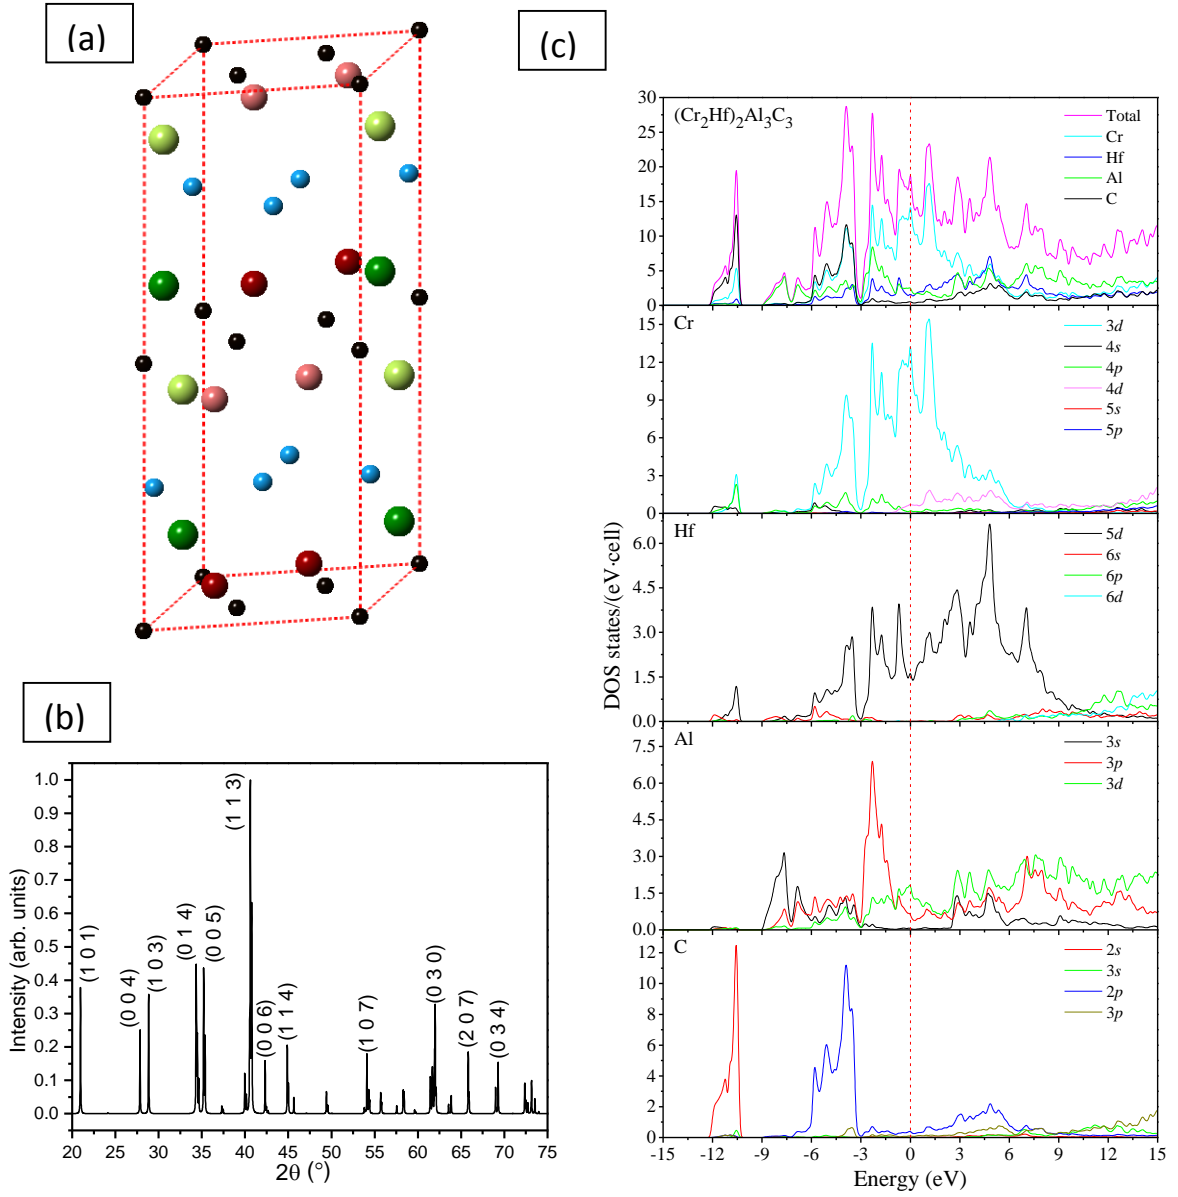 (a)
(b)
1.0
0.9
0.8
0.7
0.6
0.5
0.4
0.3
0.2
0.1
0.0
Intensity (arb. units)
(1 0 1)
(0 0 4)
(1 0 3)
(0 1 4)
(0 0 5)
(1 1 3)
(0 0 6)
(1 1 4)
(1 0 7)
(0 3 0)
(2 0 7)
(0 3 4)
20 25 30 35 40 45 50 55 60 65 70 75
2θ (°)
(c)
(Cr2Hf)2Al3C3
Total
Cr
Hf
Al
C
30
25
20
15
10
5
0
Cr
3d
4s
4p
4d
5s
5p
15
12
9
6
3
0
Hf
5d
6s
6p
6d
6.0
4.5
3.0
1.5
0.0
Al
3s
3p
3d
7.5
6.0
4.5
3.0
1.5
0.0
C
2s
3s
2p
3p
12
10
8
6
4
2
0
DOS states/(eV·cell)
-15 -12 -9 -6 -3 0 3 6 9 12 15
Energy (eV)